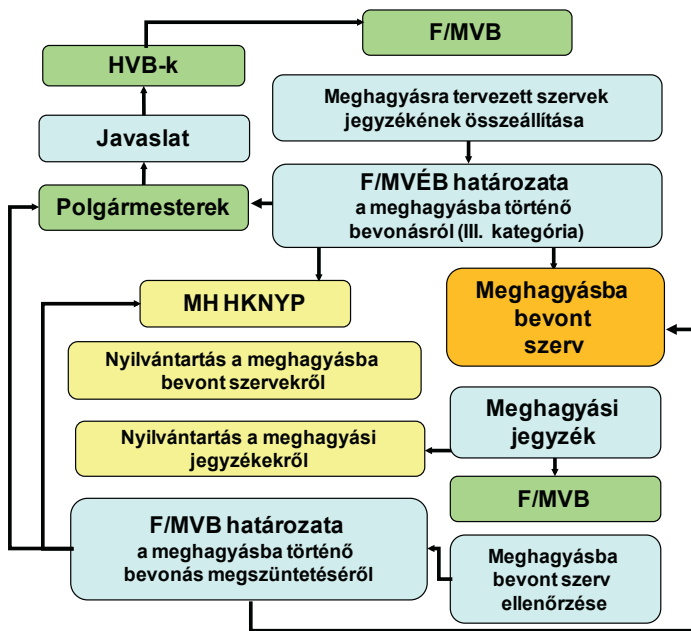 F/MVB
HVB-k
Meghagyásra tervezett szervek
jegyzékének összeállítása
Javaslat
F/MVÉB határozata
a meghagyásba történő
bevonásról (III. kategória)
Polgármesterek
MH HKNYP
Meghagyásba
bevont
szerv
Nyilvántartás a meghagyásba
bevont szervekről
Meghagyási
jegyzék
Nyilvántartás a meghagyási
jegyzékekről
F/MVB
F/MVB határozata
a meghagyásba történő
bevonás megszüntetéséről
Meghagyásba
bevont szerv
ellenőrzése